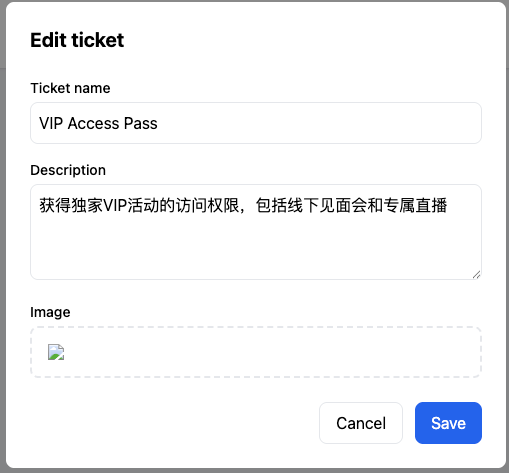 Edit ticket
Ticket name
VIP Access Pass
Description
获得独家VIP活动的访问权限，包括线下见面会和专属直播
Image
Cancel
Save